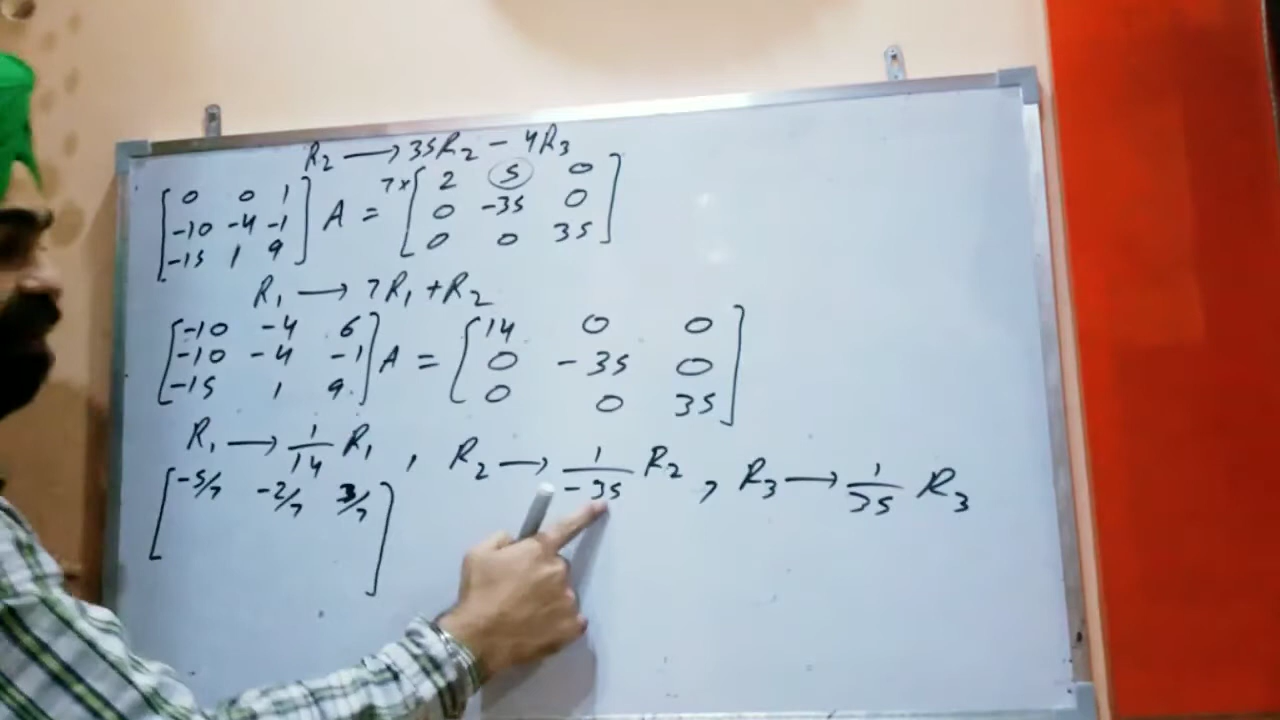 R₂ ⟶ 35R₂ - 4R₃
[0 0 1] 7×[2 5 0]
[-10 -4 -1] A = [0 -35 0]
[-15 1 9] [0 0 35]
R₁ ⟶ 7R₁ + R₂
[-10 -4 6] [14 0 0]
[-10 -4 -1] A = [0 -35 0]
[-15 1 9] [0 0 35]
R₁ ⟶ 1/14 R₁ , R₂ ⟶ 1/-35 R₂ , R₃ ⟶ 1/35 R₃
[-5/7 -2/7 3/7]